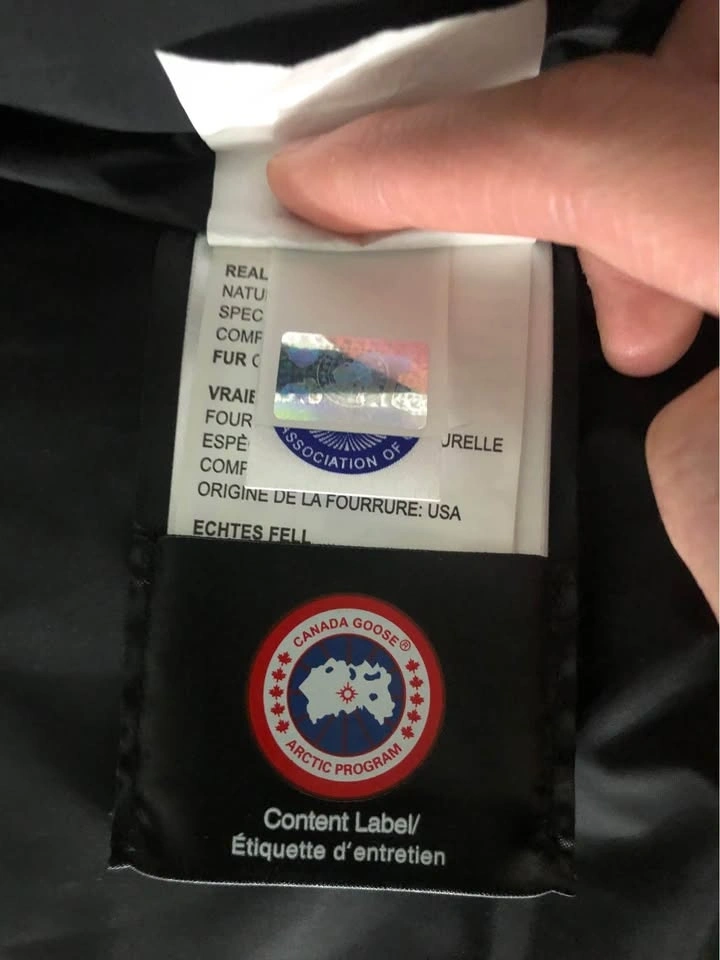 REAL
NATU
SPEC
COMP
FUR
VRAIE
FOUR URELLE
ESPÈ
COMP
ORIGINE DE LA FOURRURE: USA
ECHTES FELL
ASSOCIATION OF
CANADA GOOSE®
ARCTIC PROGRAM
Content Label/
Étiquette d'entretien